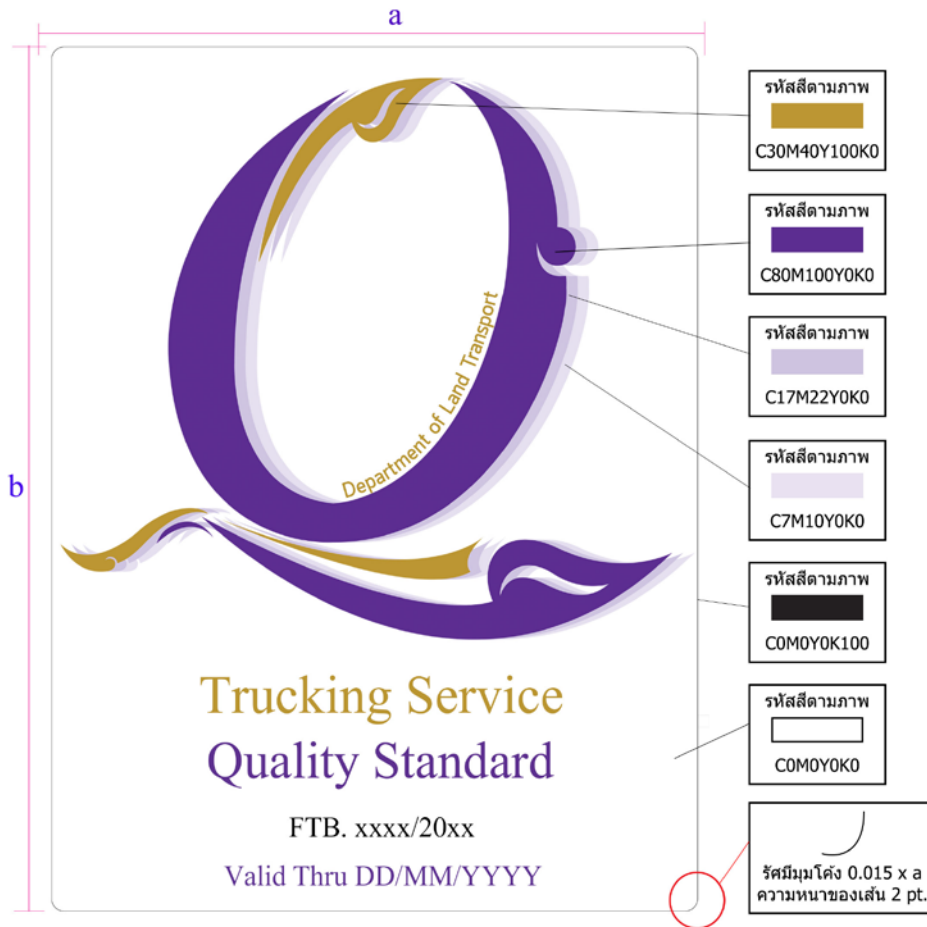 a
b
Department of Land Transport
Trucking Service
Quality Standard
FTB. xxxx/20xx
Valid Thru DD/MM/YYYY
รหัสสีตามภาพ
C30M40Y100K0
รหัสสีตามภาพ
C80M100Y0K0
รหัสสีตามภาพ
C17M22Y0K0
รหัสสีตามภาพ
C7M10Y0K0
รหัสสีตามภาพ
C0M0Y0K100
รหัสสีตามภาพ
C0M0Y0K0
รัศมีมุมโค้ง 0.015 x a
ความหนาของเส้น 2 pt.